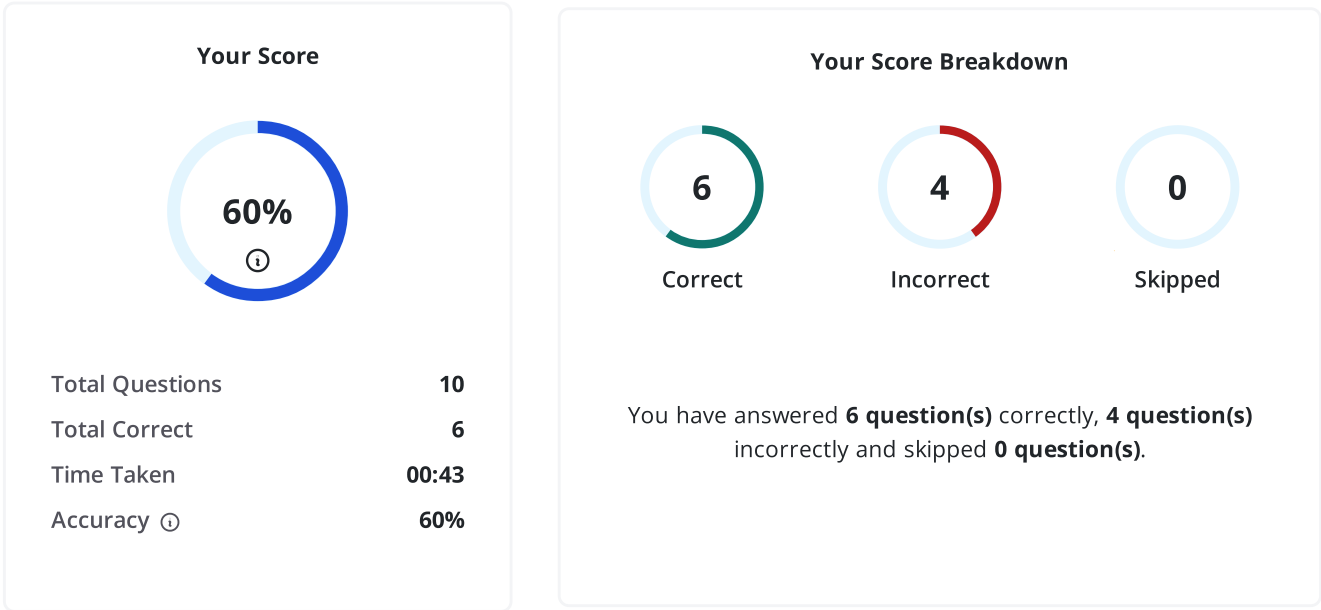 Your Score
60%
Total Questions 10
Total Correct 6
Time Taken 00:43
Accuracy 60%
Your Score Breakdown
6 4 0
Correct Incorrect Skipped
You have answered 6 question(s) correctly, 4 question(s)
incorrectly and skipped 0 question(s).